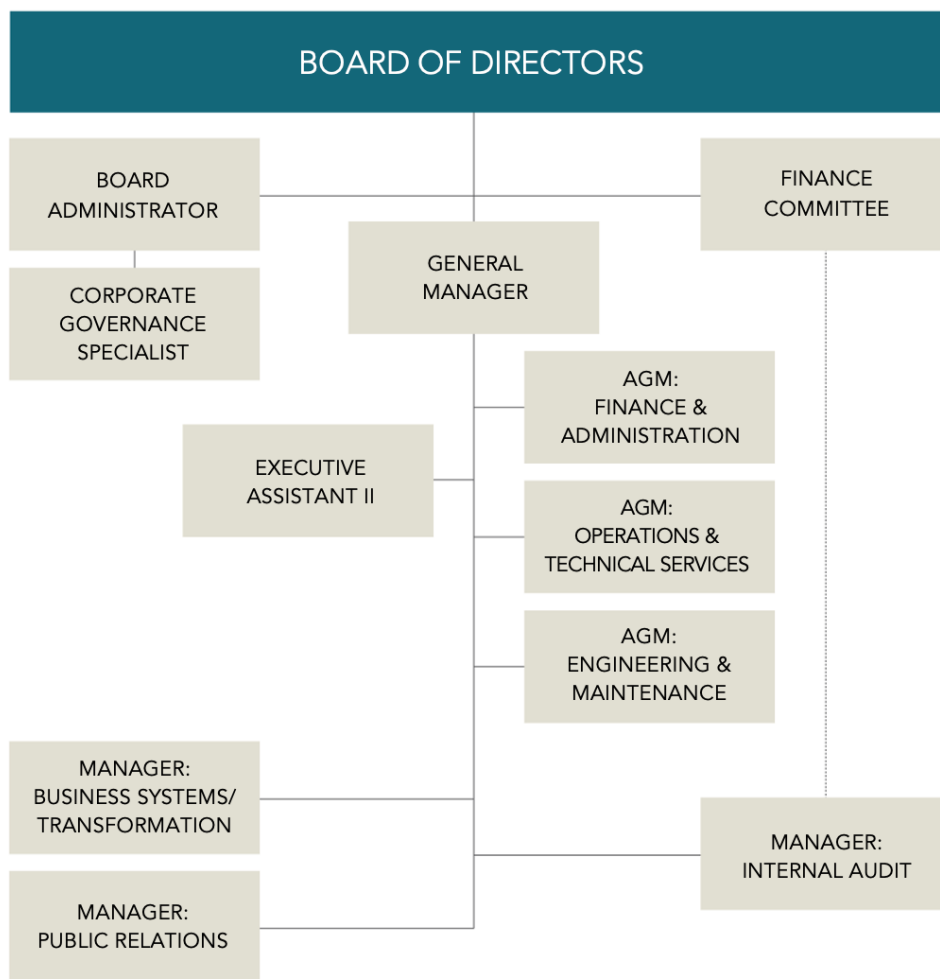 BOARD OF DIRECTORS
BOARD
ADMINISTRATOR
FINANCE
COMMITTEE
GENERAL
MANAGER
CORPORATE
GOVERNANCE
SPECIALIST
AGM:
FINANCE &
ADMINISTRATION
EXECUTIVE
ASSISTANT II
AGM:
OPERATIONS &
TECHNICAL SERVICES
AGM:
ENGINEERING &
MAINTENANCE
MANAGER:
BUSINESS SYSTEMS/
TRANSFORMATION
MANAGER:
INTERNAL AUDIT
MANAGER:
PUBLIC RELATIONS